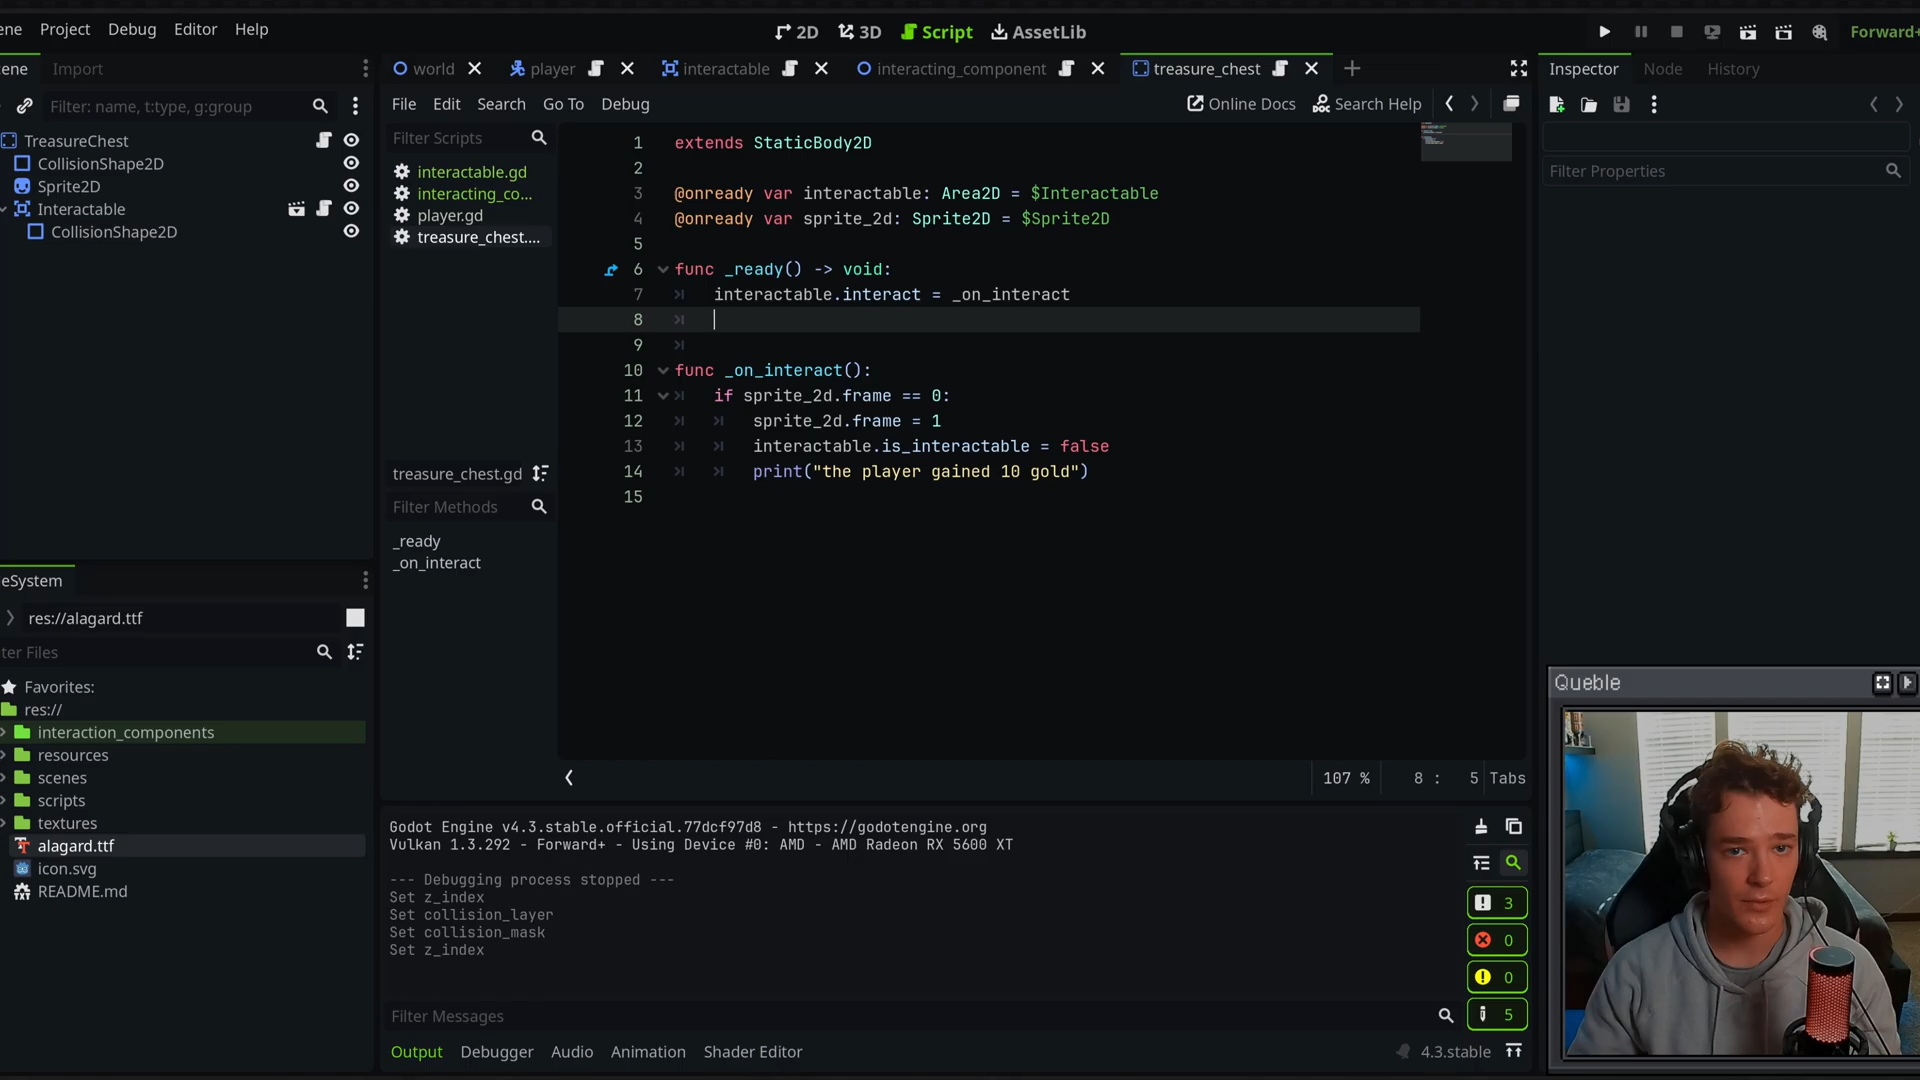 ene Project Debug Editor Help
2D 3D Script AssetLib
Forward+
ene Import
Filter: name, t:type, g:group
TreasureChest
CollisionShape2D
Sprite2D
Interactable
CollisionShape2D
eSystem
res://alagard.ttf
ter Files
Favorites:
res://
interaction_components
resources
scenes
scripts
textures
alagard.ttf
icon.svg
README.md
world player interactable interacting_component treasure_chest
File Edit Search Go To Debug
Online Docs Search Help
Filter Scripts
interactable.gd
interacting_co...
player.gd
treasure_chest....
treasure_chest.gd
Filter Methods
_ready
_on_interact
1 extends StaticBody2D
2
3 @onready var interactable: Area2D = $Interactable
4 @onready var sprite_2d: Sprite2D = $Sprite2D
5
6 func _ready() -> void:
7 interactable.interact = _on_interact
8
9
10 func _on_interact():
11 if sprite_2d.frame == 0:
12 sprite_2d.frame = 1
13 interactable.is_interactable = false
14 print("the player gained 10 gold")
15
107 % 8 : 5 Tabs
Godot Engine v4.3.stable.official.77dcf97d8 - https://godotengine.org
Vulkan 1.3.292 - Forward+ - Using Device #0: AMD - AMD Radeon RX 5600 XT
--- Debugging process stopped ---
Set z_index
Set collision_layer
Set collision_mask
Set z_index
3
0
0
5
Filter Messages
Output Debugger Audio Animation Shader Editor
4.3.stable
Inspector Node History
Filter Properties
Queble